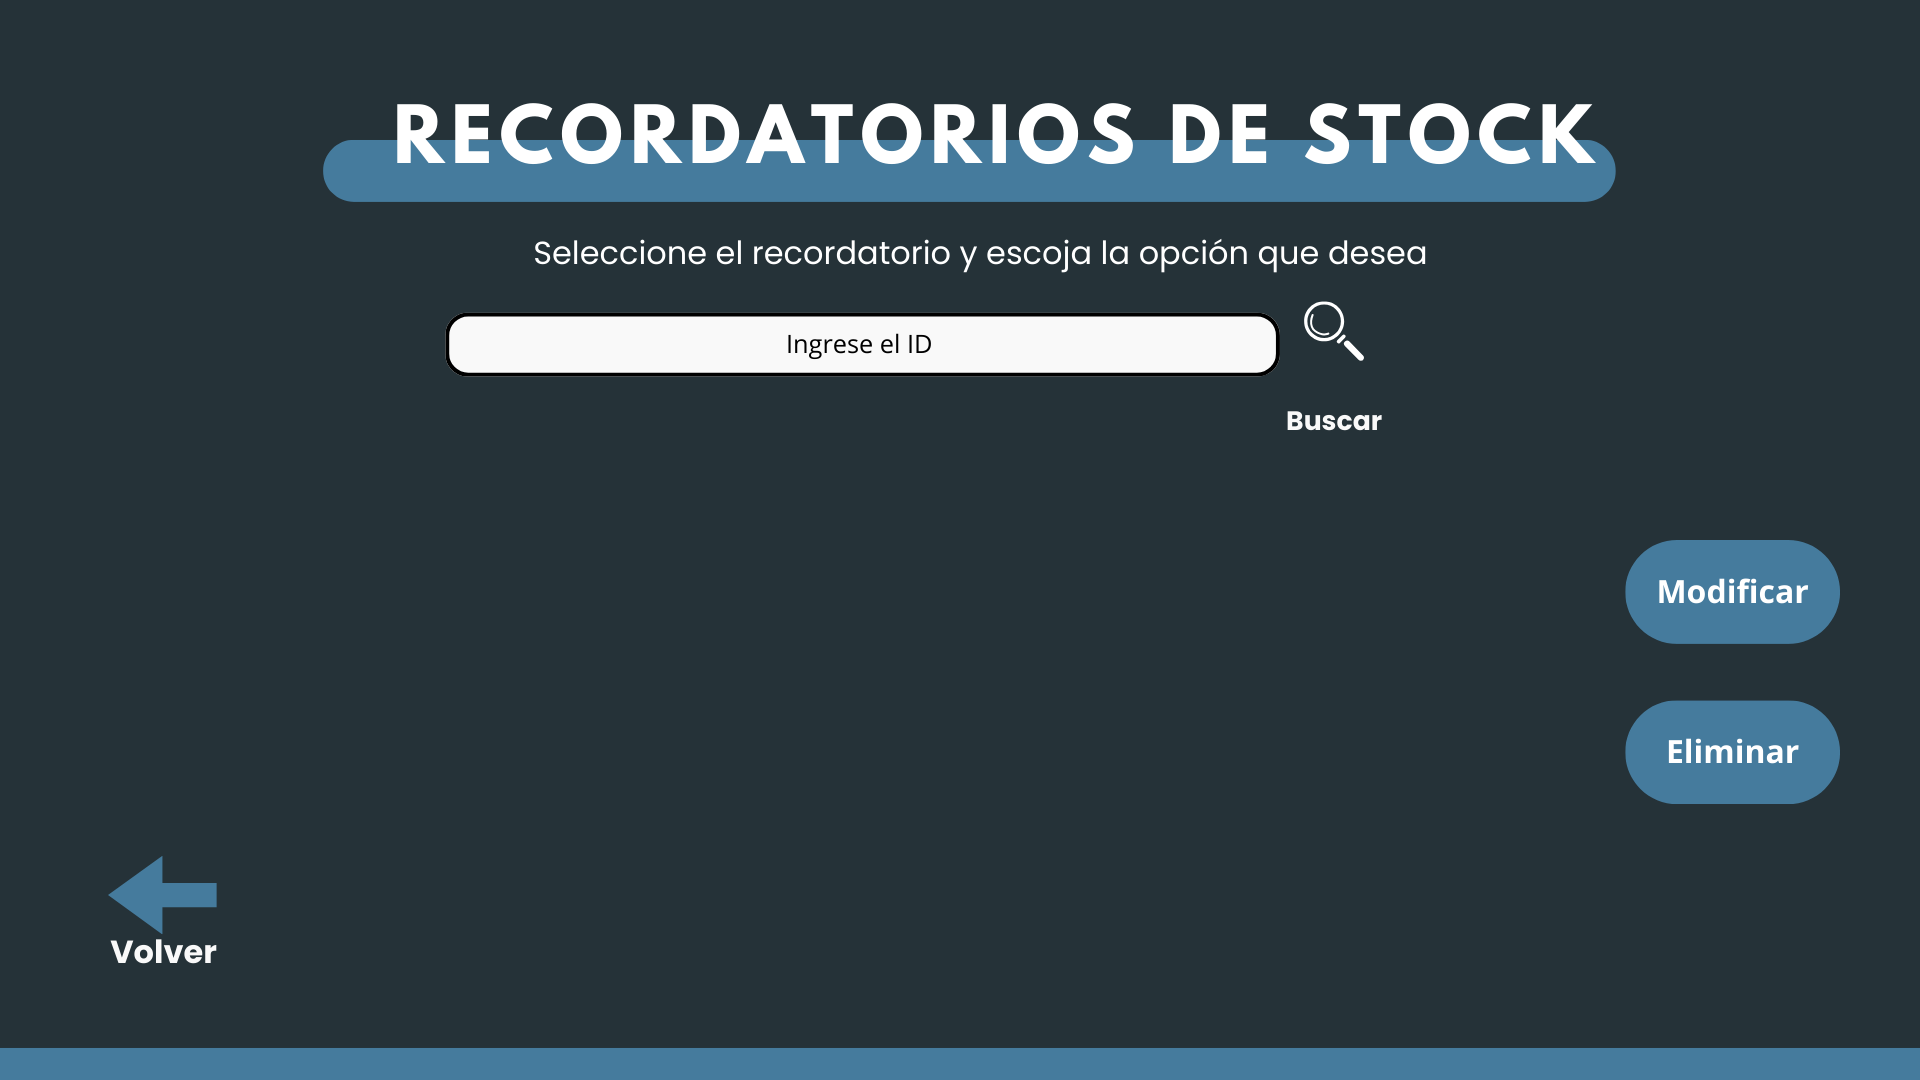 RECORDATORIOS DE STOCK
Seleccione el recordatorio y escoja la opción que desea
Ingrese el ID
Buscar
Modificar
Eliminar
Volver